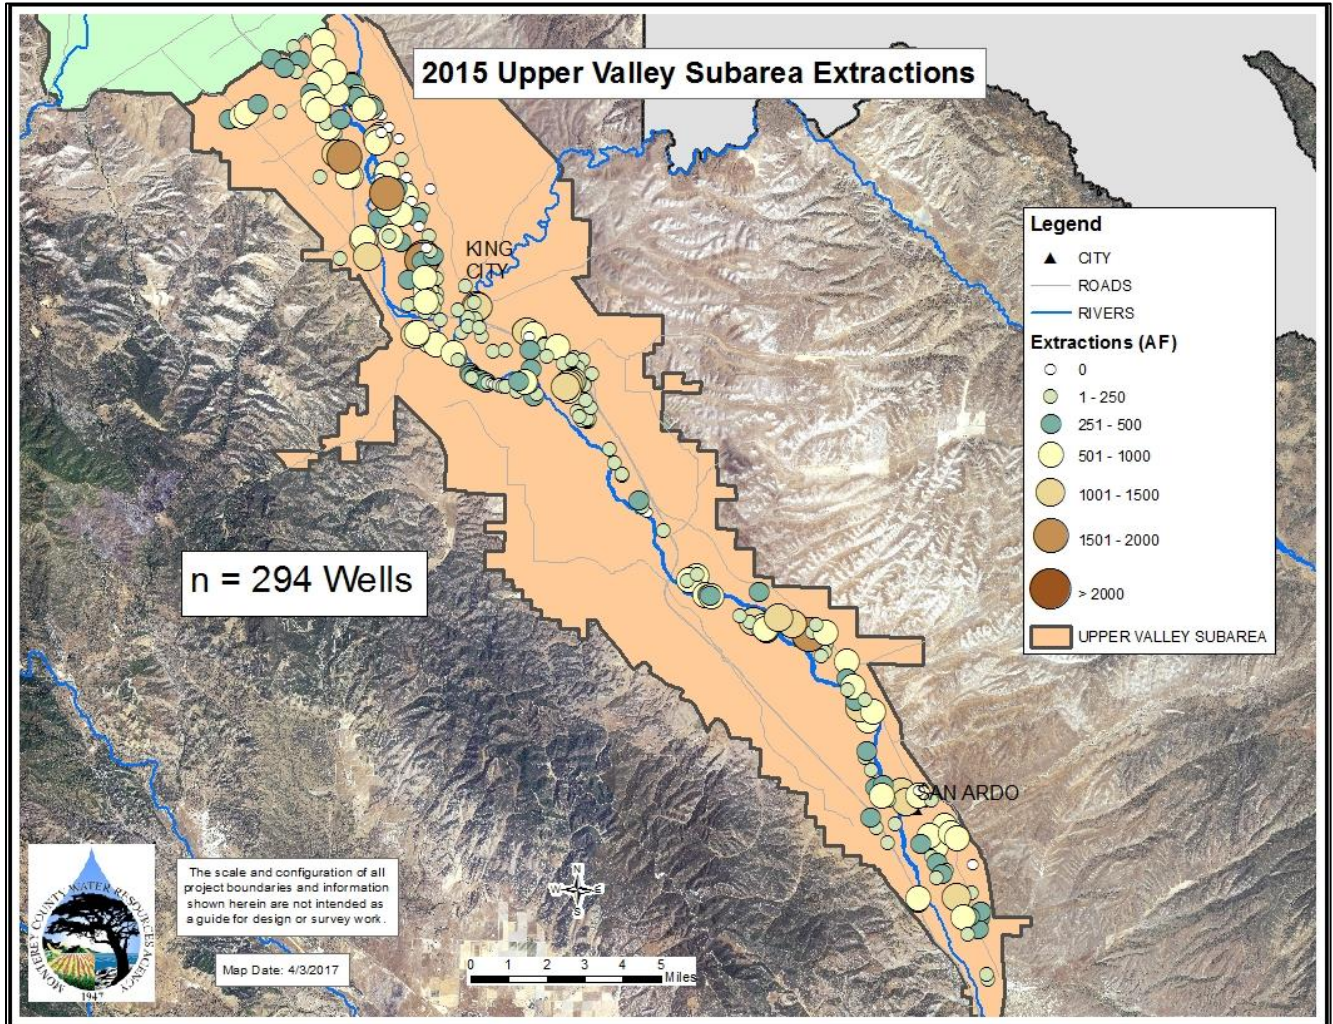 2015 Upper Valley Subarea Extractions
KING
CITY
Legend
CITY
ROADS
RIVERS
Extractions (AF)
0
1 - 250
251 - 500
501 - 1000
1001 - 1500
1501 - 2000
> 2000
UPPER VALLEY SUBAREA
n = 294 Wells
SAN ARDO
MONTEREY COUNTY WATER RESOURCES AGENCY
1947
The scale and configuration of all
project boundaries and information
shown herein are not intended as
a guide for design or survey work.
Map Date: 4/3/2017
N
W E
S
0 1 2 3 4 5
Miles